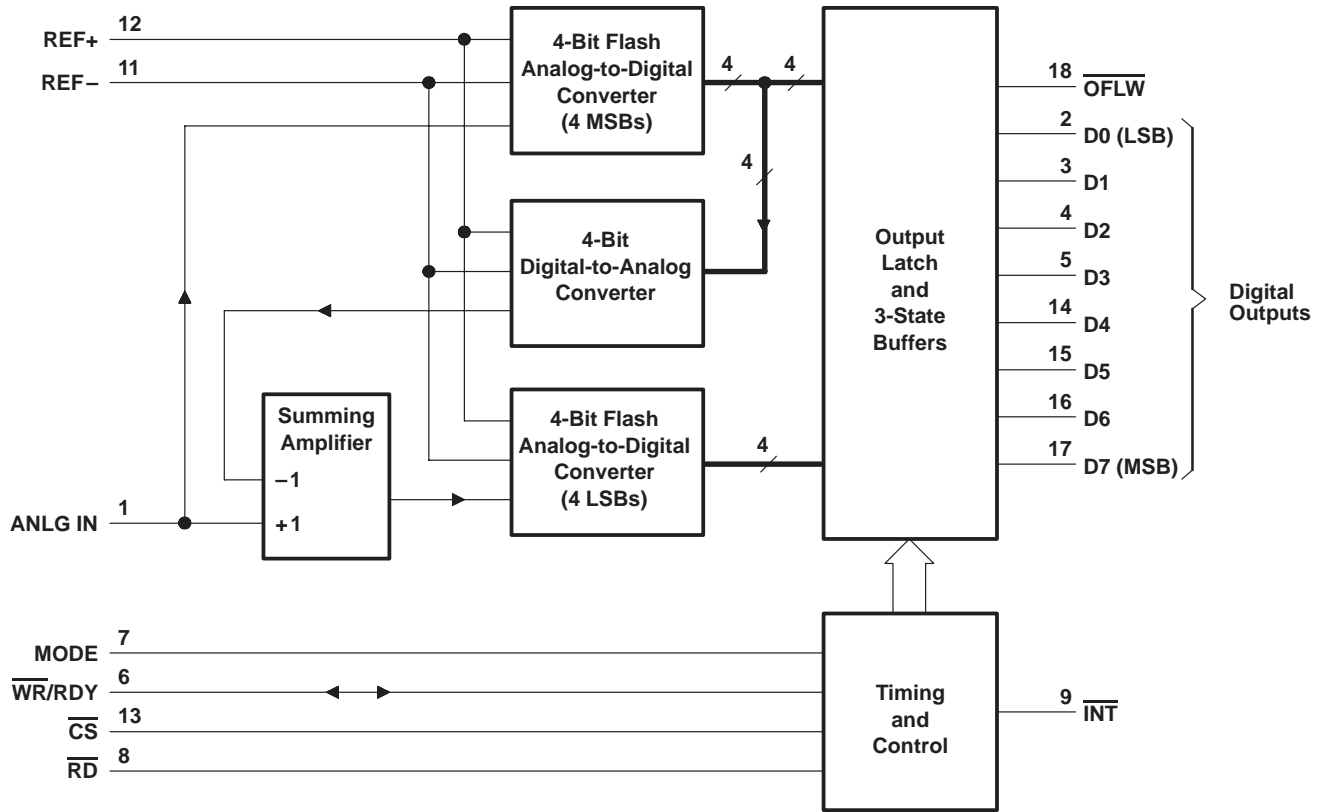 REF+
12
REF–
11
4-Bit Flash
Analog-to-Digital
Converter
(4 MSBs)
4
4
4
4-Bit
Digital-to-Analog
Converter
Summing
Amplifier
–1
+1
ANLG IN
1
4-Bit Flash
Analog-to-Digital
Converter
(4 LSBs)
4
Output
Latch
and
3-State
Buffers
18
OFLW
2
D0 (LSB)
3
D1
4
D2
5
D3
14
D4
15
D5
16
D6
17
D7 (MSB)
Digital
Outputs
MODE
7
WR/RDY
6
CS
13
RD
8
Timing
and
Control
9
INT